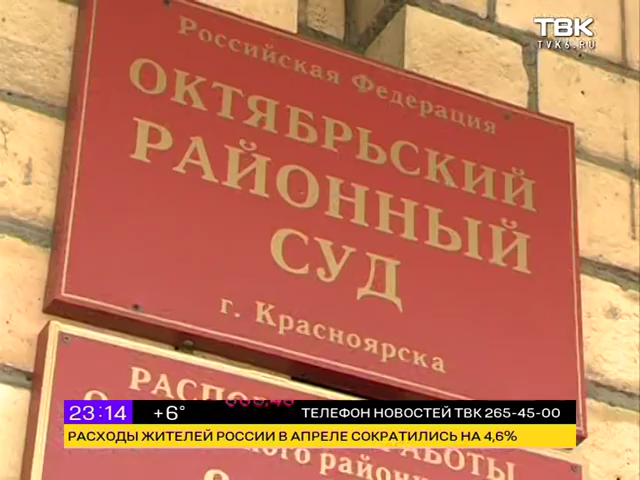 ТВК
TVK6.RU
Российская Федерация
ОКТЯБРЬСКИЙ
РАЙОННЫЙ
СУД
г. Красноярска
23:14 +6° ТЕЛЕФОН НОВОСТЕЙ ТВК 265-45-00
РАСХОДЫ ЖИТЕЛЕЙ РОССИИ В АПРЕЛЕ СОКРАТИЛИСЬ НА 4,6%